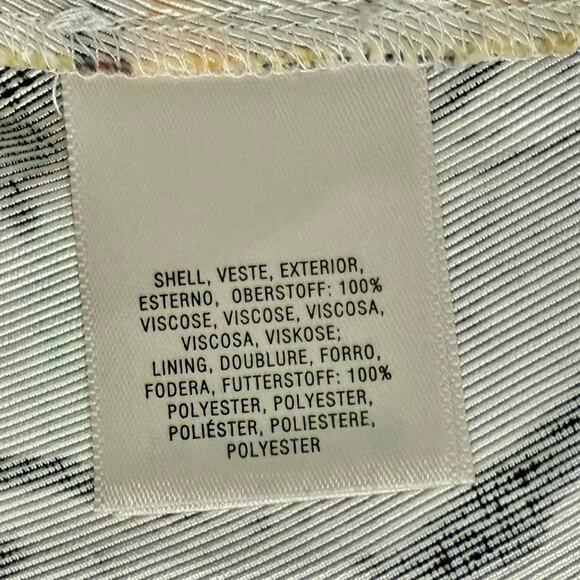 SHELL, VESTE, EXTERIOR,
ESTERNO, OBERSTOFF: 100%
VISCOSE, VISCOSE, VISCOSA,
VISCOSA, VISKOSE;
LINING, DOUBLURE, FORRO,
FODERA, FUTTERSTOFF: 100%
POLYESTER, POLYESTER,
POLIÉSTER, POLIESTERE,
POLYESTER